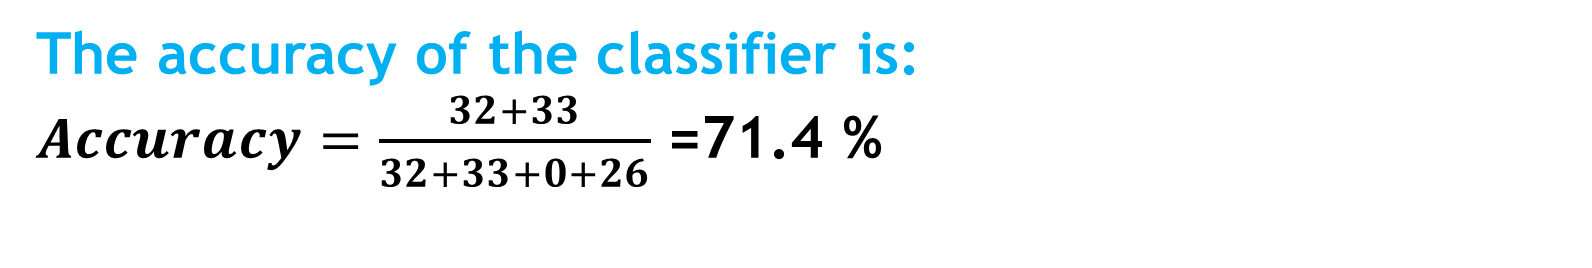 The accuracy of the classifier is:
Accuracy = 32+33 / 32+33+0+26 =71.4 %